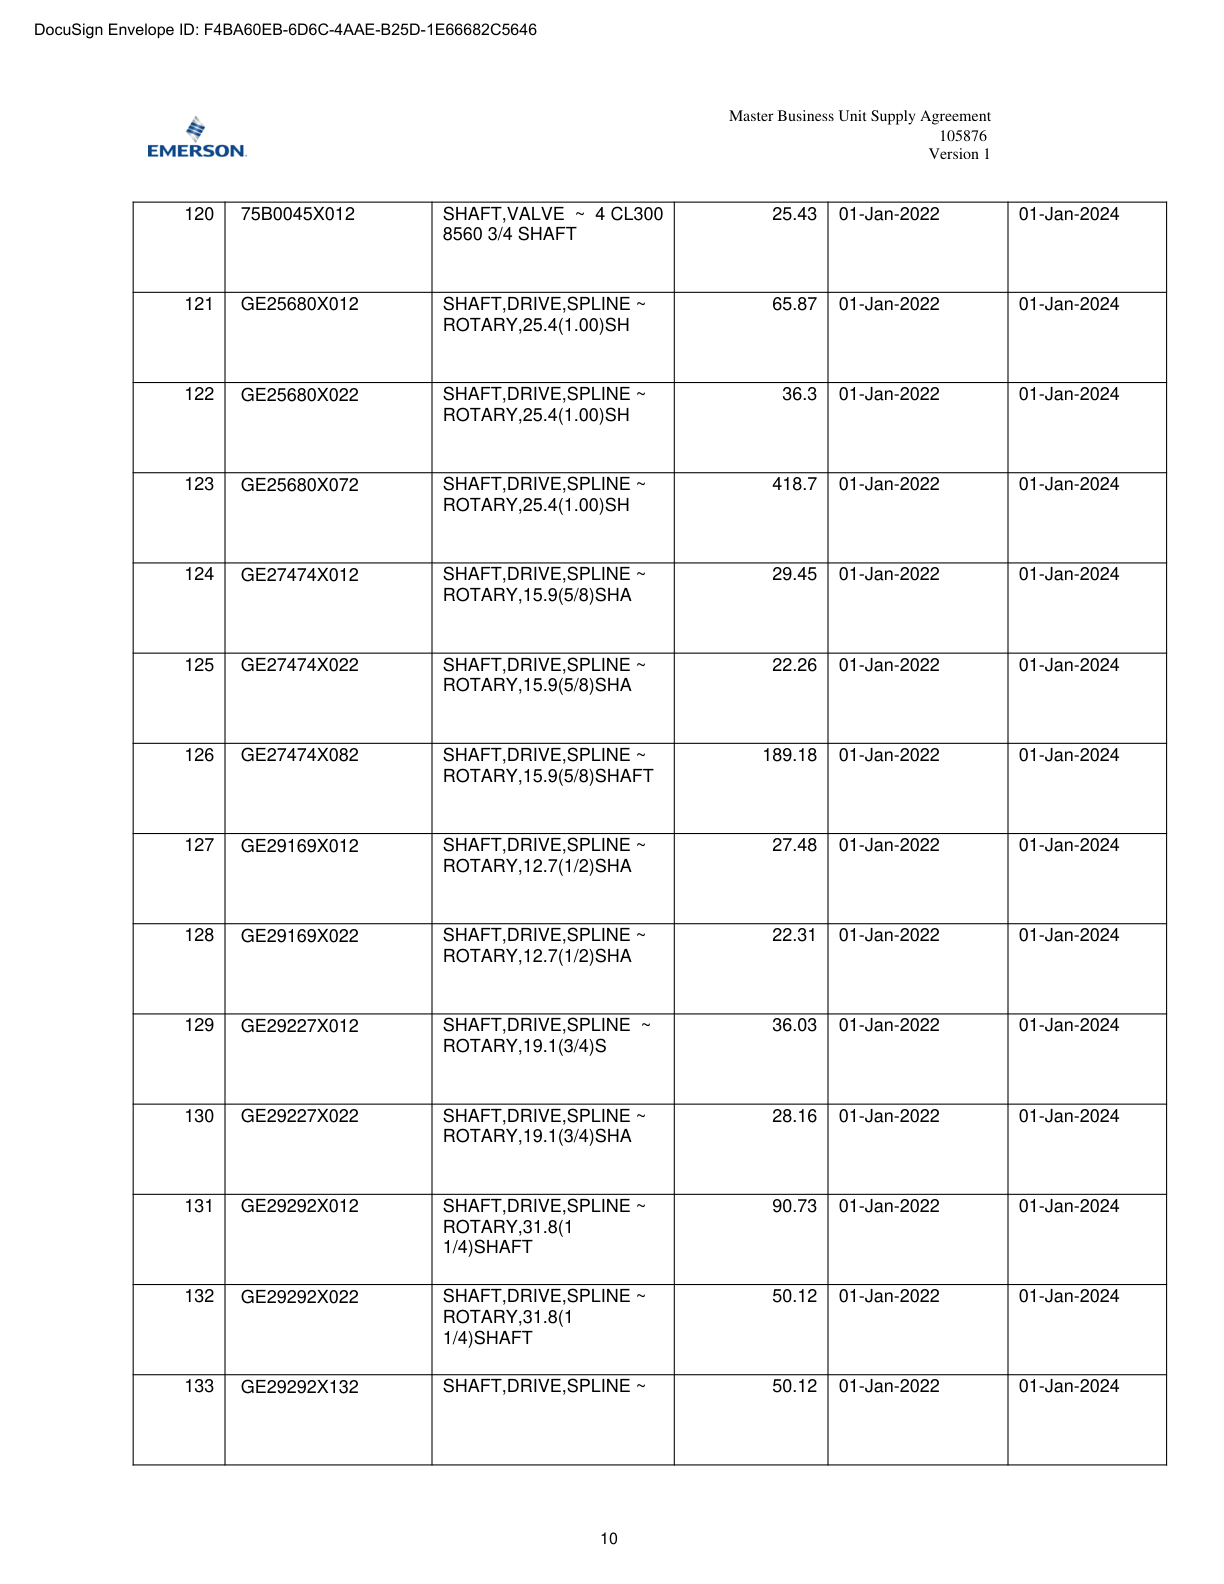 DocuSign Envelope ID: F4BA60EB-6D6C-4AAE-B25D-1E66682C5646
EMERSON.
Master Business Unit Supply Agreement
105876
Version 1
120 75B0045X012 SHAFT,VALVE ~ 4 CL300 25.43 01-Jan-2022 01-Jan-2024
8560 3/4 SHAFT
121 GE25680X012 SHAFT,DRIVE,SPLINE ~ 65.87 01-Jan-2022 01-Jan-2024
ROTARY,25.4(1.00)SH
122 GE25680X022 SHAFT,DRIVE,SPLINE ~ 36.3 01-Jan-2022 01-Jan-2024
ROTARY,25.4(1.00)SH
123 GE25680X072 SHAFT,DRIVE,SPLINE ~ 418.7 01-Jan-2022 01-Jan-2024
ROTARY,25.4(1.00)SH
124 GE27474X012 SHAFT,DRIVE,SPLINE ~ 29.45 01-Jan-2022 01-Jan-2024
ROTARY,15.9(5/8)SHA
125 GE27474X022 SHAFT,DRIVE,SPLINE ~ 22.26 01-Jan-2022 01-Jan-2024
ROTARY,15.9(5/8)SHA
126 GE27474X082 SHAFT,DRIVE,SPLINE ~ 189.18 01-Jan-2022 01-Jan-2024
ROTARY,15.9(5/8)SHAFT
127 GE29169X012 SHAFT,DRIVE,SPLINE ~ 27.48 01-Jan-2022 01-Jan-2024
ROTARY,12.7(1/2)SHA
128 GE29169X022 SHAFT,DRIVE,SPLINE ~ 22.31 01-Jan-2022 01-Jan-2024
ROTARY,12.7(1/2)SHA
129 GE29227X012 SHAFT,DRIVE,SPLINE ~ 36.03 01-Jan-2022 01-Jan-2024
ROTARY,19.1(3/4)S
130 GE29227X022 SHAFT,DRIVE,SPLINE ~ 28.16 01-Jan-2022 01-Jan-2024
ROTARY,19.1(3/4)SHA
131 GE29292X012 SHAFT,DRIVE,SPLINE ~ 90.73 01-Jan-2022 01-Jan-2024
ROTARY,31.8(1
1/4)SHAFT
132 GE29292X022 SHAFT,DRIVE,SPLINE ~ 50.12 01-Jan-2022 01-Jan-2024
ROTARY,31.8(1
1/4)SHAFT
133 GE29292X132 SHAFT,DRIVE,SPLINE ~ 50.12 01-Jan-2022 01-Jan-2024
10